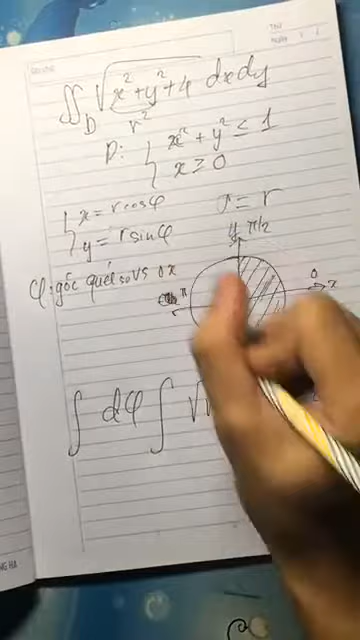 ∬_D √(x² + y² + 4) dxdy
r²
D: { x² + y² ≤ 1
x ≥ 0
{ x = r cosφ
y = r sinφ
J = r
y π/2
φ: góc quét so vs 0x
π
0
x
∫ dφ ∫ √